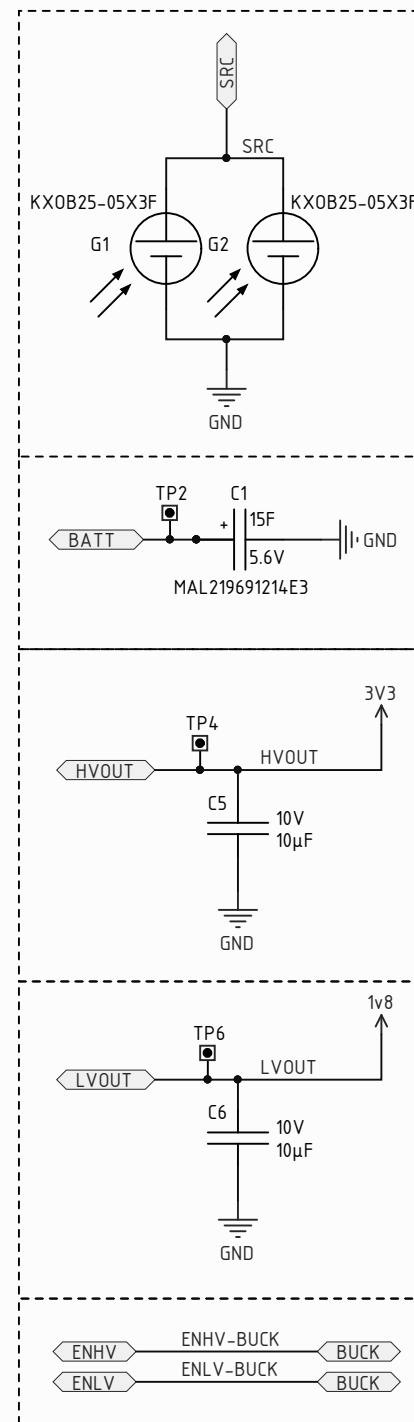 SRC
SRC
KXOB25-05X3F
KXOB25-05X3F
G1
G2
GND
TP2
C1
+
15F
BATT
GND
5.6V
MAL219691214E3
3V3
TP4
HVOUT
HVOUT
C5
10V
10µF
GND
1v8
TP6
LVOUT
LVOUT
C6
10V
10µF
GND
ENHV
ENHV-BUCK
BUCK
ENLV
ENLV-BUCK
BUCK